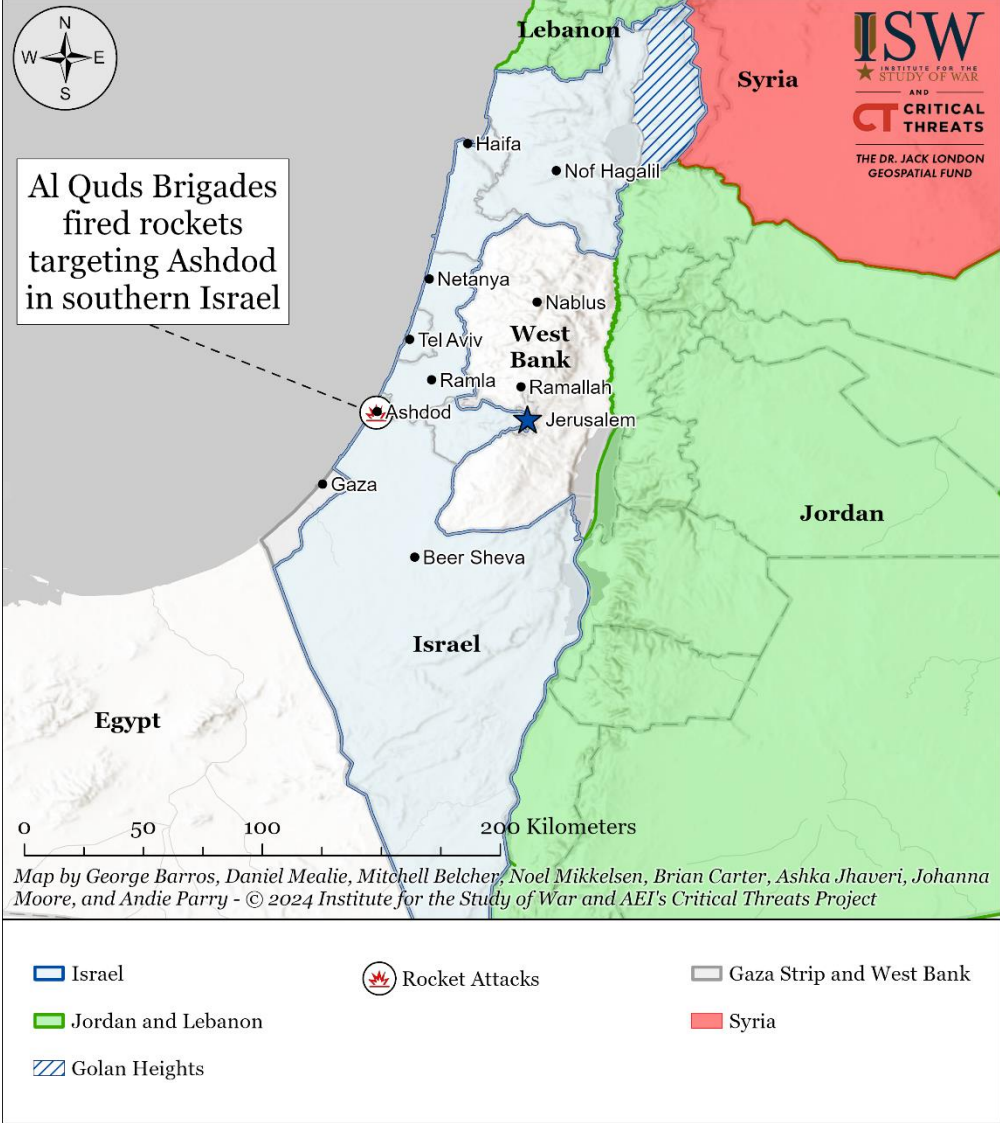 N
W
E
S
Lebanon
Syria
ISW
INSTITUTE FOR THE
STUDY OF WAR
AND
CT CRITICAL
THREATS
THE DR. JACK LONDON
GEOSPATIAL FUND
Haifa
Nof Hagalil
Al Quds Brigades
fired rockets
targeting Ashdod
in southern Israel
Netanya
Nablus
West
Bank
Tel Aviv
Ramla
Ramallah
Ashdod
Jerusalem
Gaza
Jordan
Beer Sheva
Israel
Egypt
0 50 100 200 Kilometers
Map by George Barros, Daniel Mealie, Mitchell Belcher, Noel Mikkelsen, Brian Carter, Ashka Jhaveri, Johanna
Moore, and Andie Parry - © 2024 Institute for the Study of War and AEI's Critical Threats Project
Israel
Rocket Attacks
Gaza Strip and West Bank
Jordan and Lebanon
Syria
Golan Heights